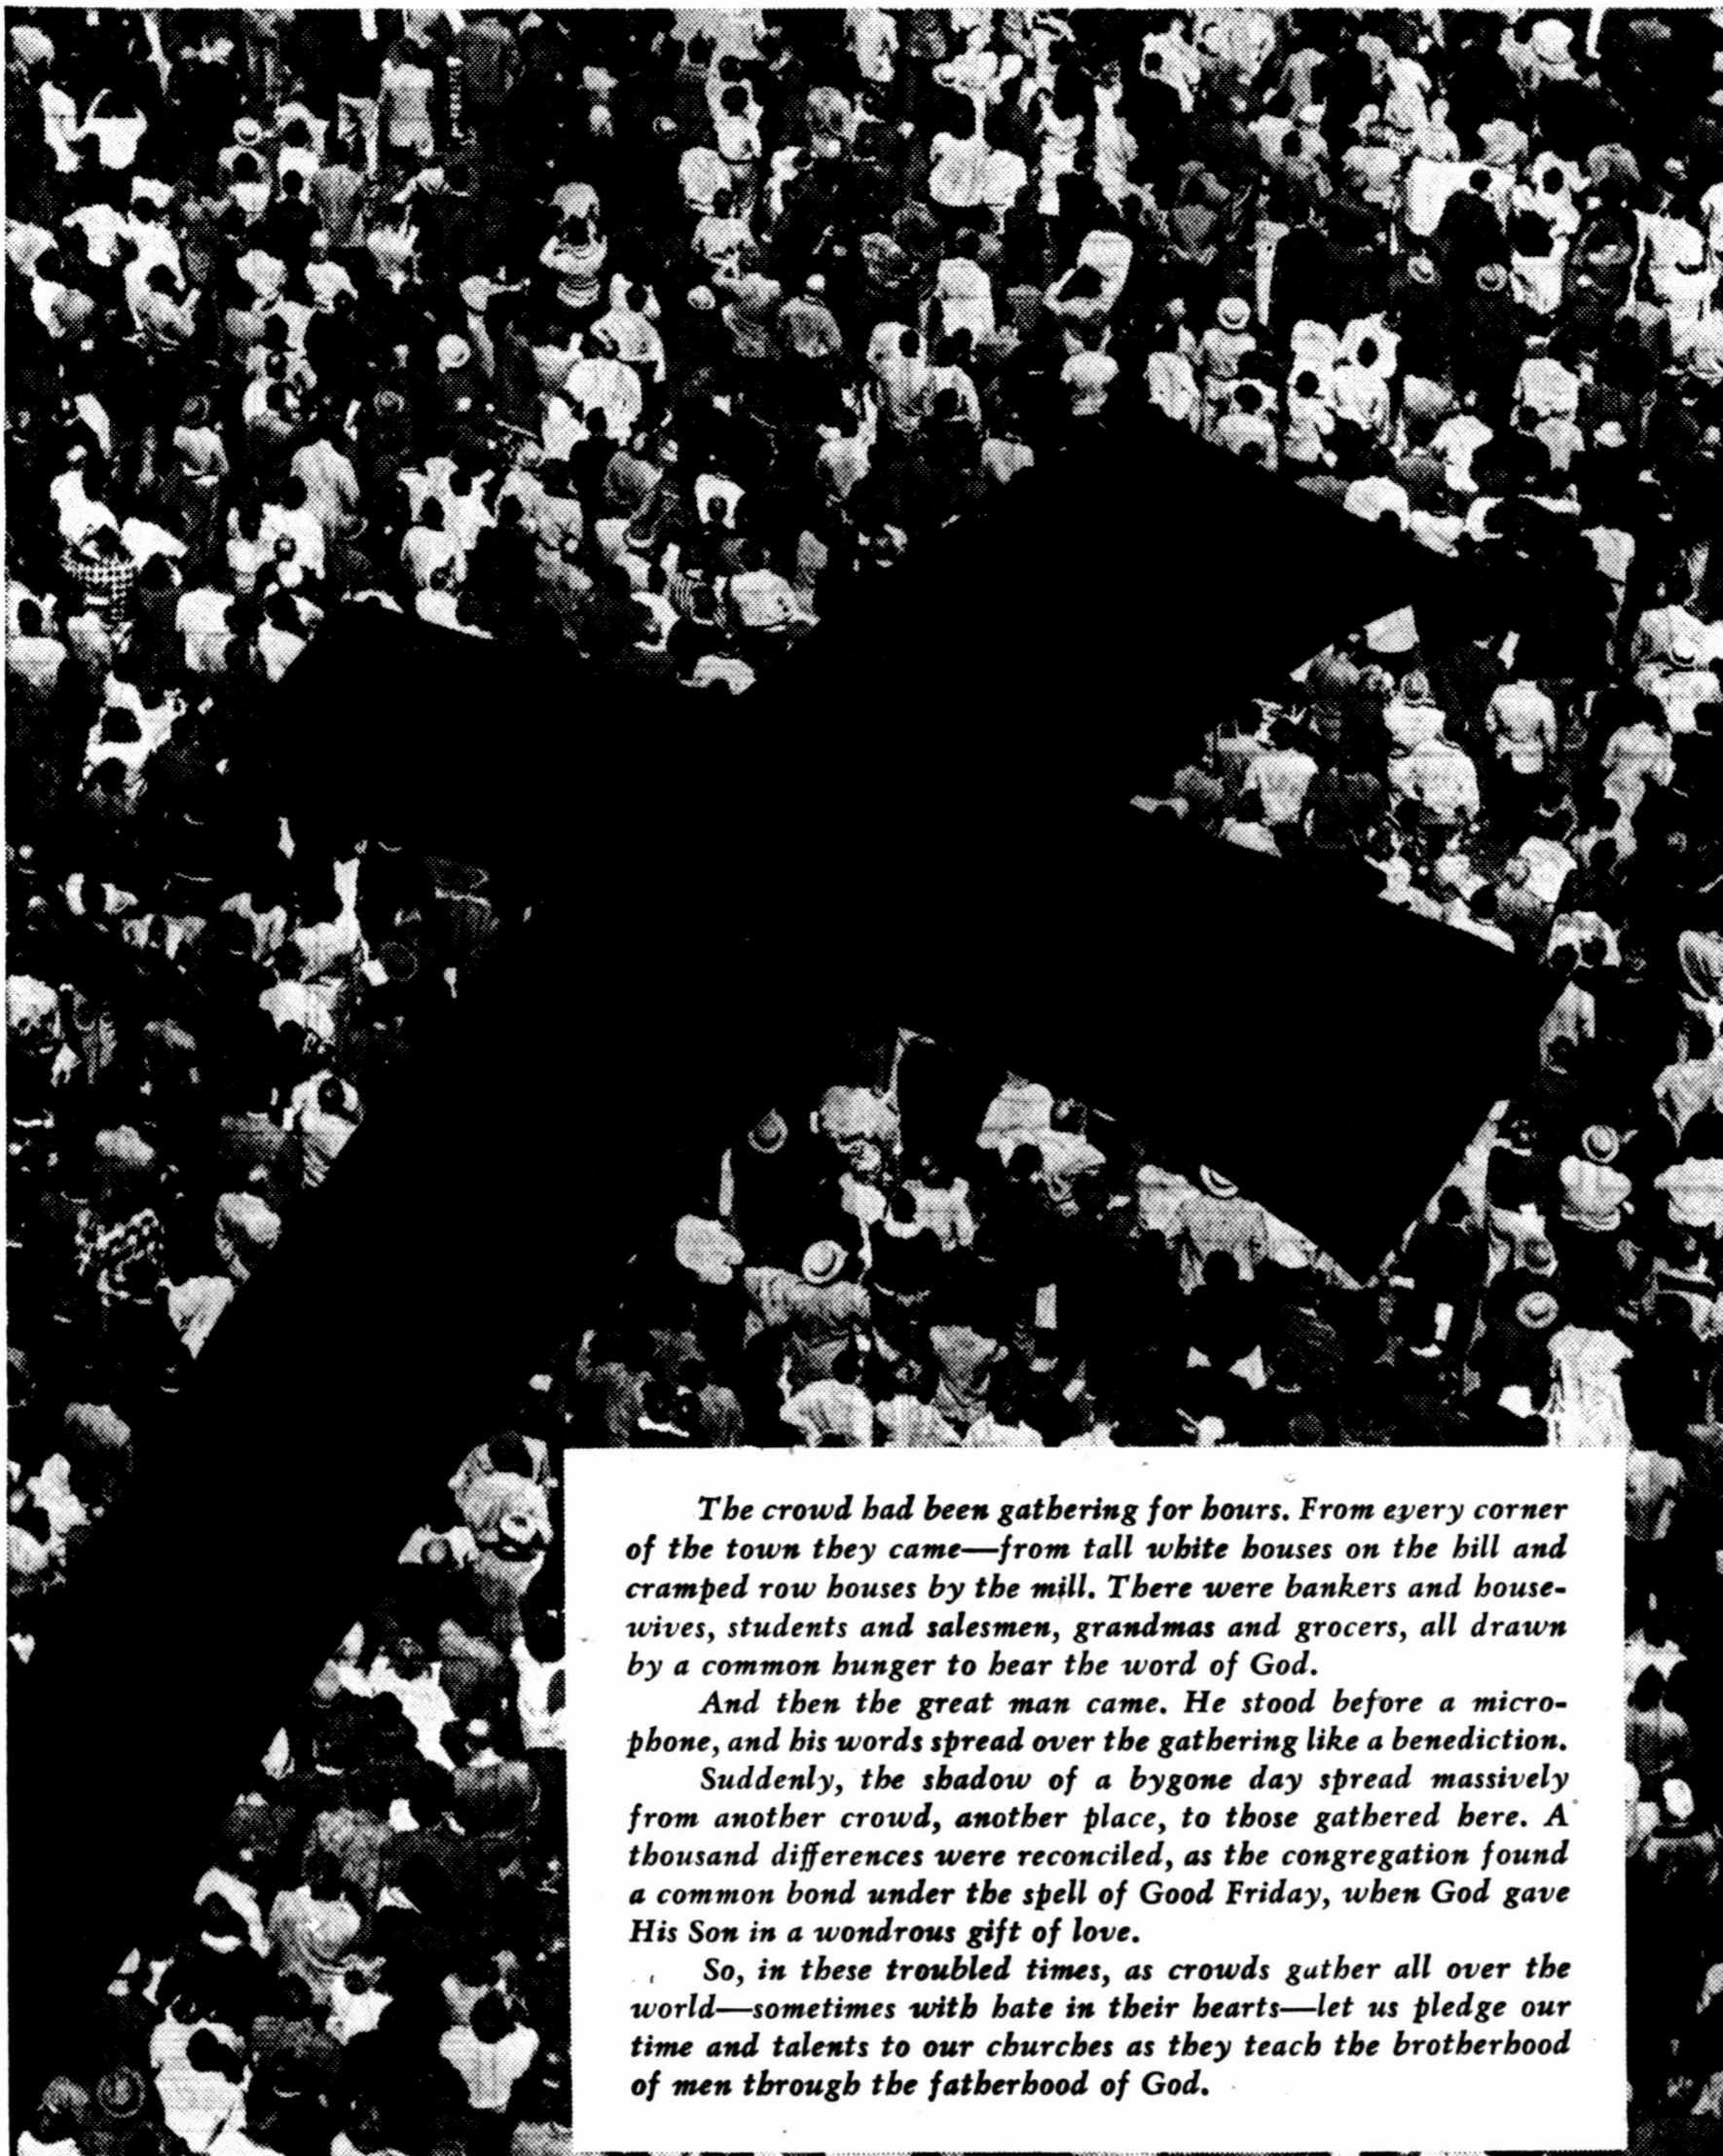 The crowd had been gathering for hours. From every corner
of the town they came—from tall white houses on the hill and
cramped row houses by the mill. There were bankers and house-
wives, students and salesmen, grandmas and grocers, all drawn
by a common hunger to hear the word of God.
And then the great man came. He stood before a micro-
phone, and his words spread over the gathering like a benediction.
Suddenly, the shadow of a bygone day spread massively
from another crowd, another place, to those gathered here. A
thousand differences were reconciled, as the congregation found
a common bond under the spell of Good Friday, when God gave
His Son in a wondrous gift of love.
So, in these troubled times, as crowds gather all over the
world—sometimes with hate in their hearts—let us pledge our
time and talents to our churches as they teach the brotherhood
of men through the fatherhood of God.